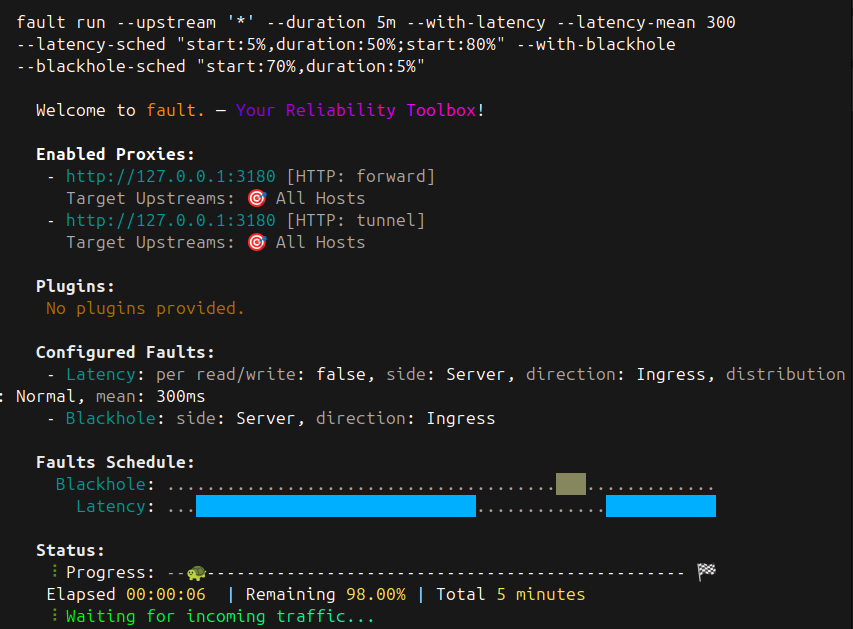 fault run --upstream '*' --duration 5m --with-latency --latency-mean 300
--latency-sched "start:5%,duration:50%;start:80%" --with-blackhole
--blackhole-sched "start:70%,duration:5%"
Welcome to fault. — Your Reliability Toolbox!
Enabled Proxies:
- http://127.0.0.1:3180 [HTTP: forward]
Target Upstreams: 🎯 All Hosts
- http://127.0.0.1:3180 [HTTP: tunnel]
Target Upstreams: 🎯 All Hosts
Plugins:
No plugins provided.
Configured Faults:
- Latency: per read/write: false, side: Server, direction: Ingress, distribution
: Normal, mean: 300ms
- Blackhole: side: Server, direction: Ingress
Faults Schedule:
Blackhole:
Latency:
Status:
Progress:
Elapsed 00:00:06 | Remaining 98.00% | Total 5 minutes
Waiting for incoming traffic...